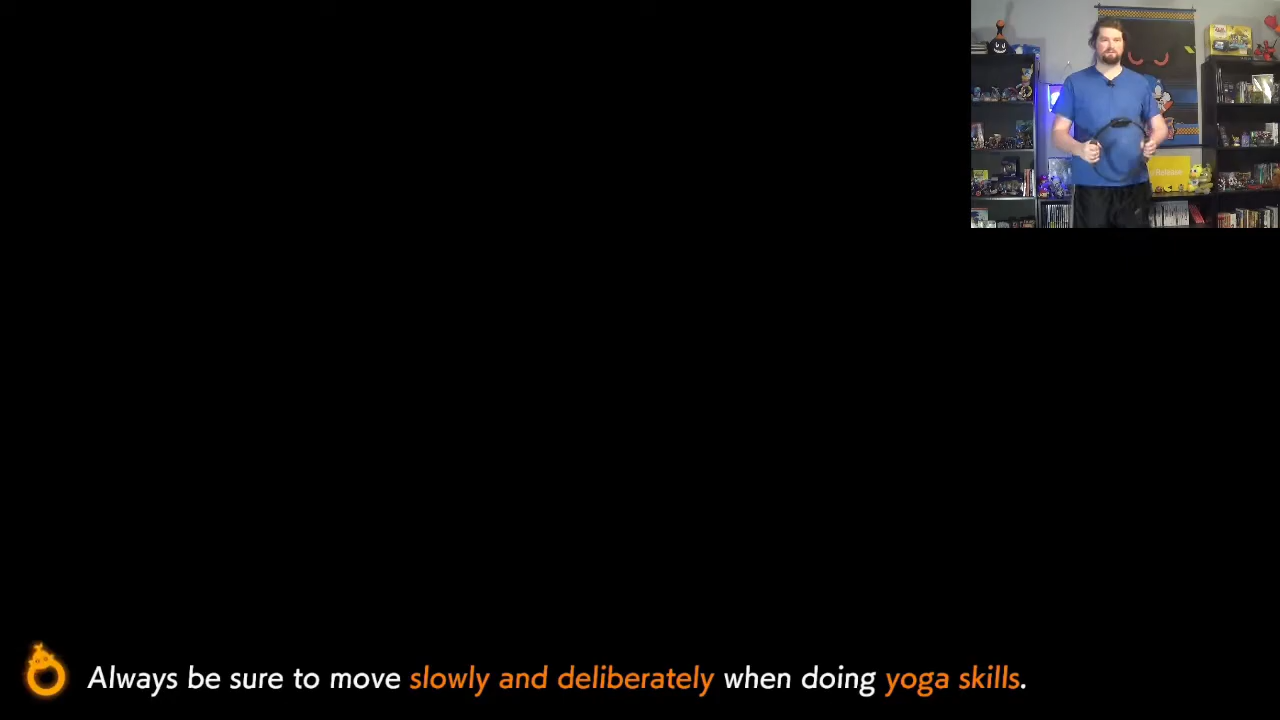 Always be sure to move slowly and deliberately when doing yoga skills.